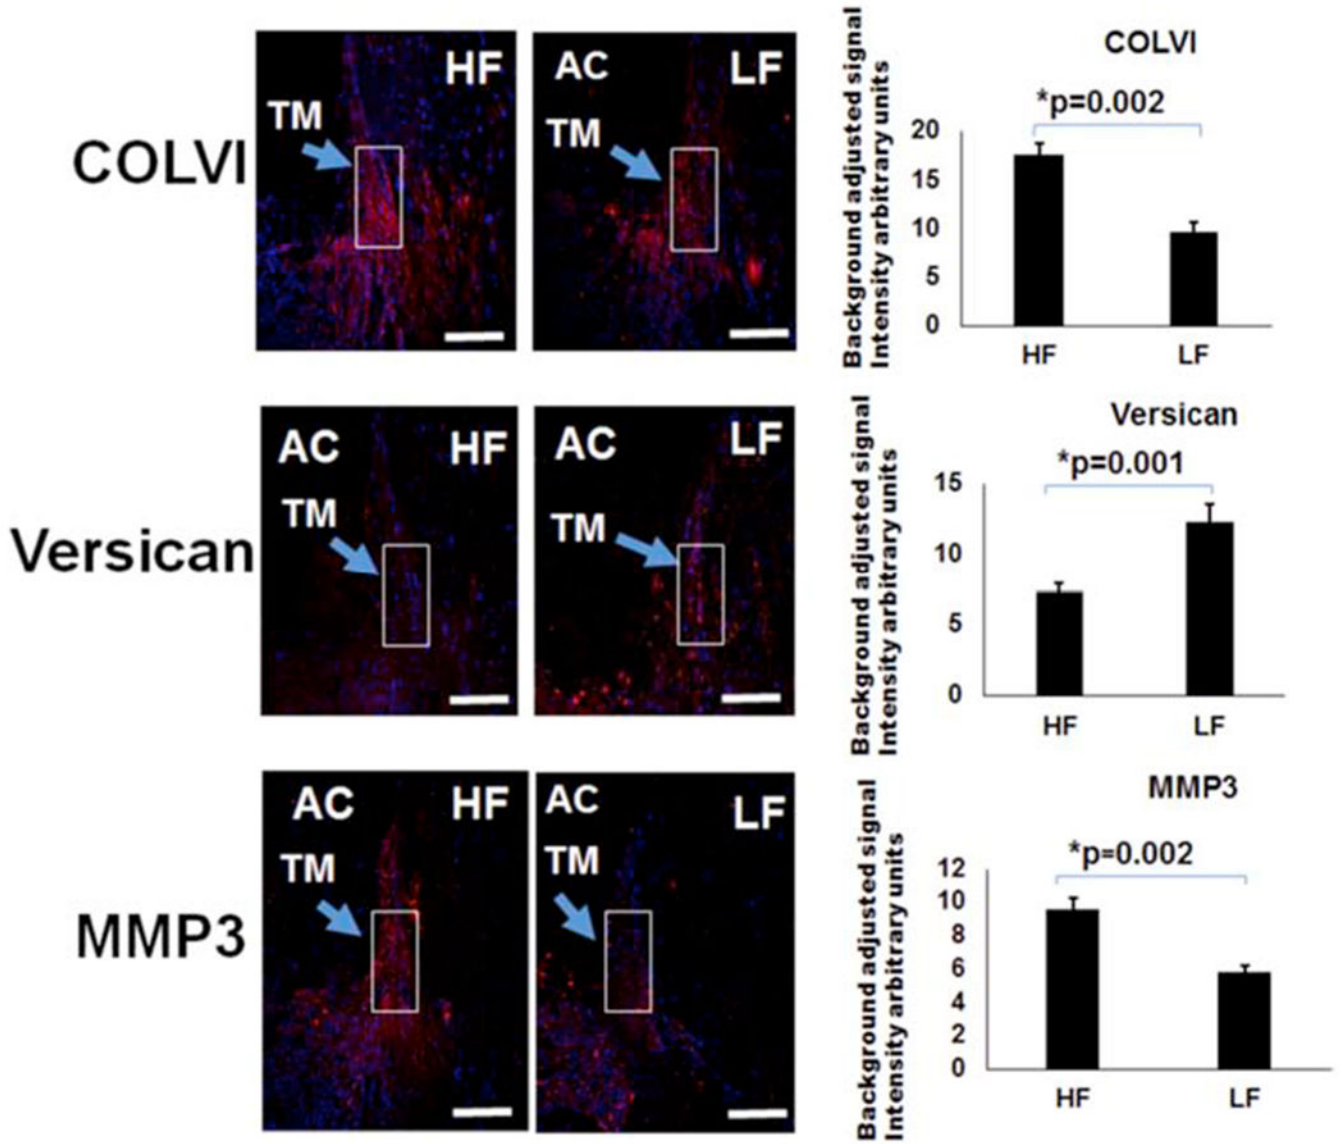 COLVI
HF
TM
AC
LF
TM
Background adjusted signal
Intensity arbitrary units
COLVI
*p=0.002
20
15
10
5
0
HF
LF
Versican
AC
HF
TM
AC
LF
TM
Background adjusted signal
Intensity arbitrary units
Versican
*p=0.001
15
10
5
0
HF
LF
MMP3
AC
HF
TM
AC
LF
TM
Background adjusted signal
Intensity arbitrary units
MMP3
*p=0.002
12
10
8
6
4
2
0
HF
LF